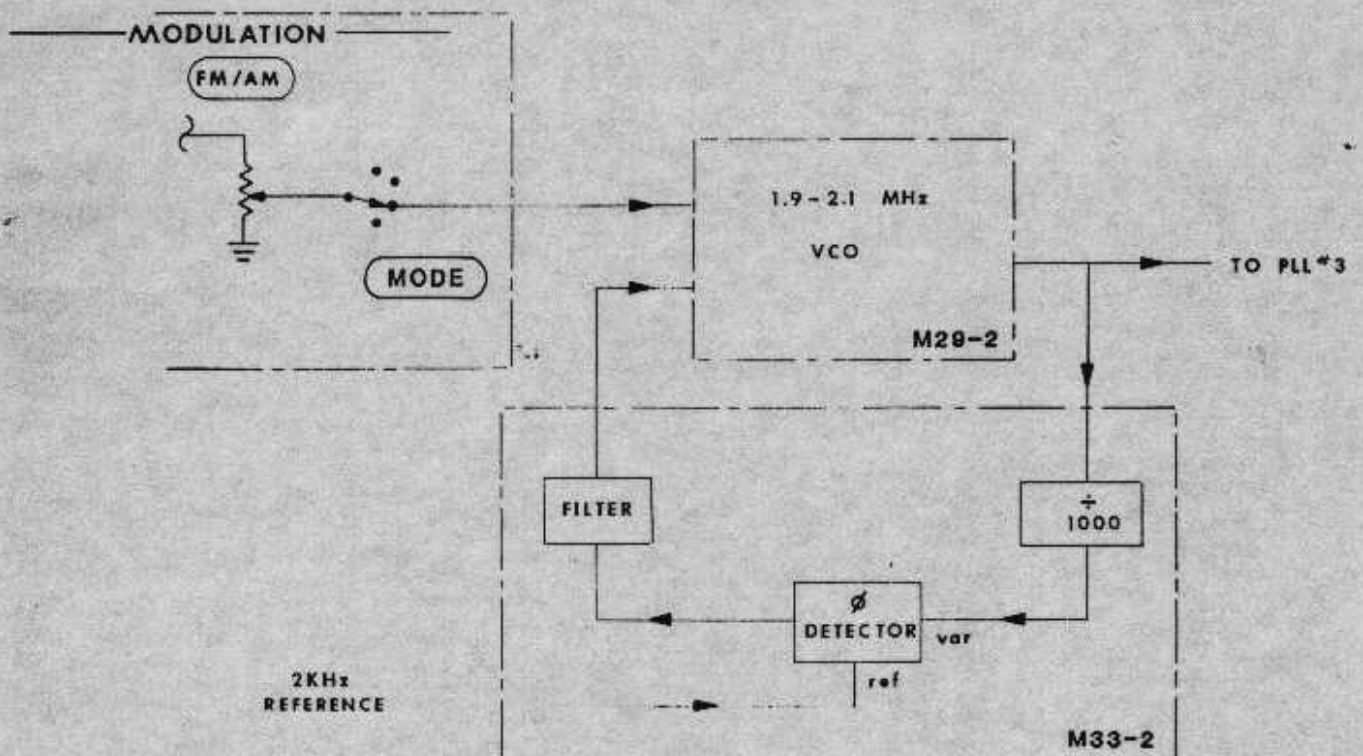 MODULATION
FM/AM
MODE
1.9-2.1 MHz
VCO
M29-2
TO PLL #3
FILTER
÷
1000
Ø
DETECTOR
var
ref
2KHz
REFERENCE
M33-2